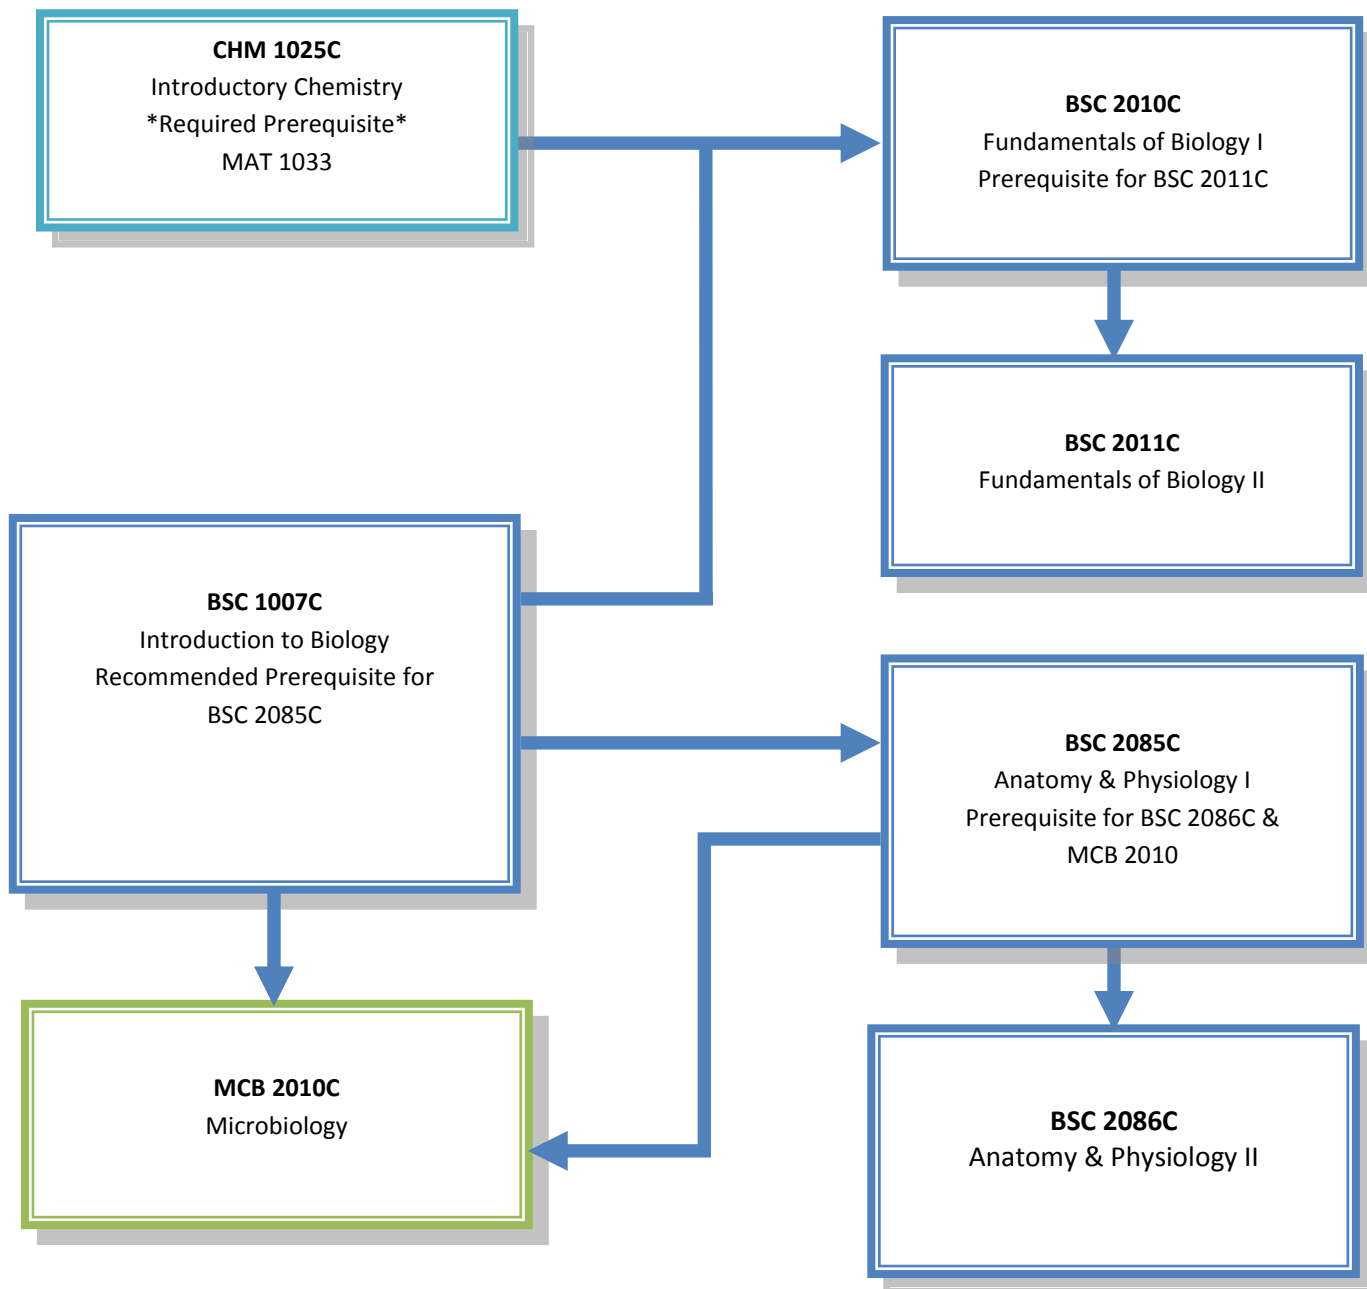 CHM 1025C
Introductory Chemistry
*Required Prerequisite*
MAT 1033
BSC 2010C
Fundamentals of Biology I
Prerequisite for BSC 2011C
BSC 2011C
Fundamentals of Biology II
BSC 1007C
Introduction to Biology
Recommended Prerequisite for
BSC 2085C
BSC 2085C
Anatomy & Physiology I
Prerequisite for BSC 2086C &
MCB 2010
MCB 2010C
Microbiology
BSC 2086C
Anatomy & Physiology II